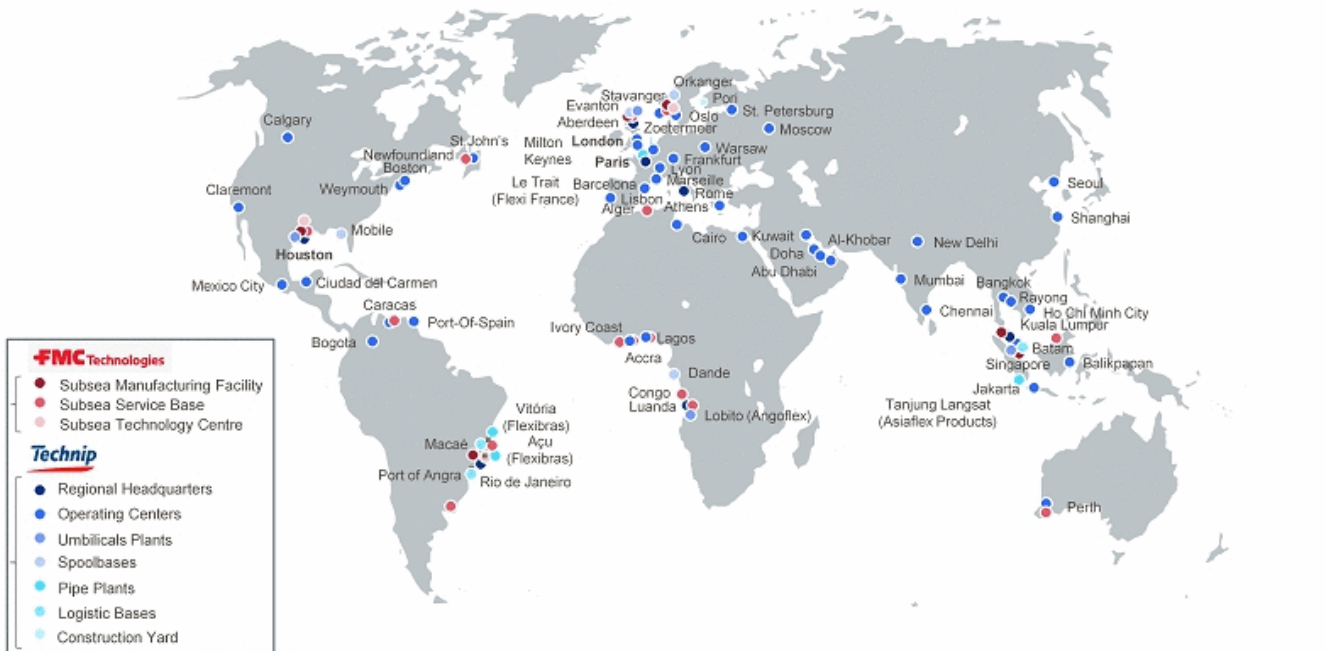 Orkanger
Stavanger
Pori
Evanton
Oslo
St. Petersburg
Aberdeen
Zoetermeer
Moscow
Calgary
St.John's
Milton
Keynes
London
Warsaw
Newfoundland
Paris
Frankfurt
Boston
Lyon
Weymouth
Le Trait
(Flexi France)
Barcelona
Marseille
Seoul
Claremont
Lisbon
Rome
Alger
Athens
Shanghai
Mobile
Cairo
Kuwait
Al-Khobar
New Delhi
Houston
Doha
Abu Dhabi
Mexico City
Ciudad del Carmen
Mumbai
Bangkok
Rayong
Caracas
Chennai
Ho Chi Minh City
Port-Of-Spain
Ivory Coast
Kuala Lumpur
Bogota
Lagos
Batam
Accra
Singapore
Balikpapan
Dande
Jakarta
Congo
Luanda
Lobito (Angoflex)
Tanjung Langsat
(Asiaflex Products)
Vitória
(Flexibras)
Macaé
Açu
(Flexibras)
Port of Angra
Rio de Janeiro
Perth
FMC Technologies
Subsea Manufacturing Facility
Subsea Service Base
Subsea Technology Centre
Technip
Regional Headquarters
Operating Centers
Umbilicals Plants
Spoolbases
Pipe Plants
Logistic Bases
Construction Yard